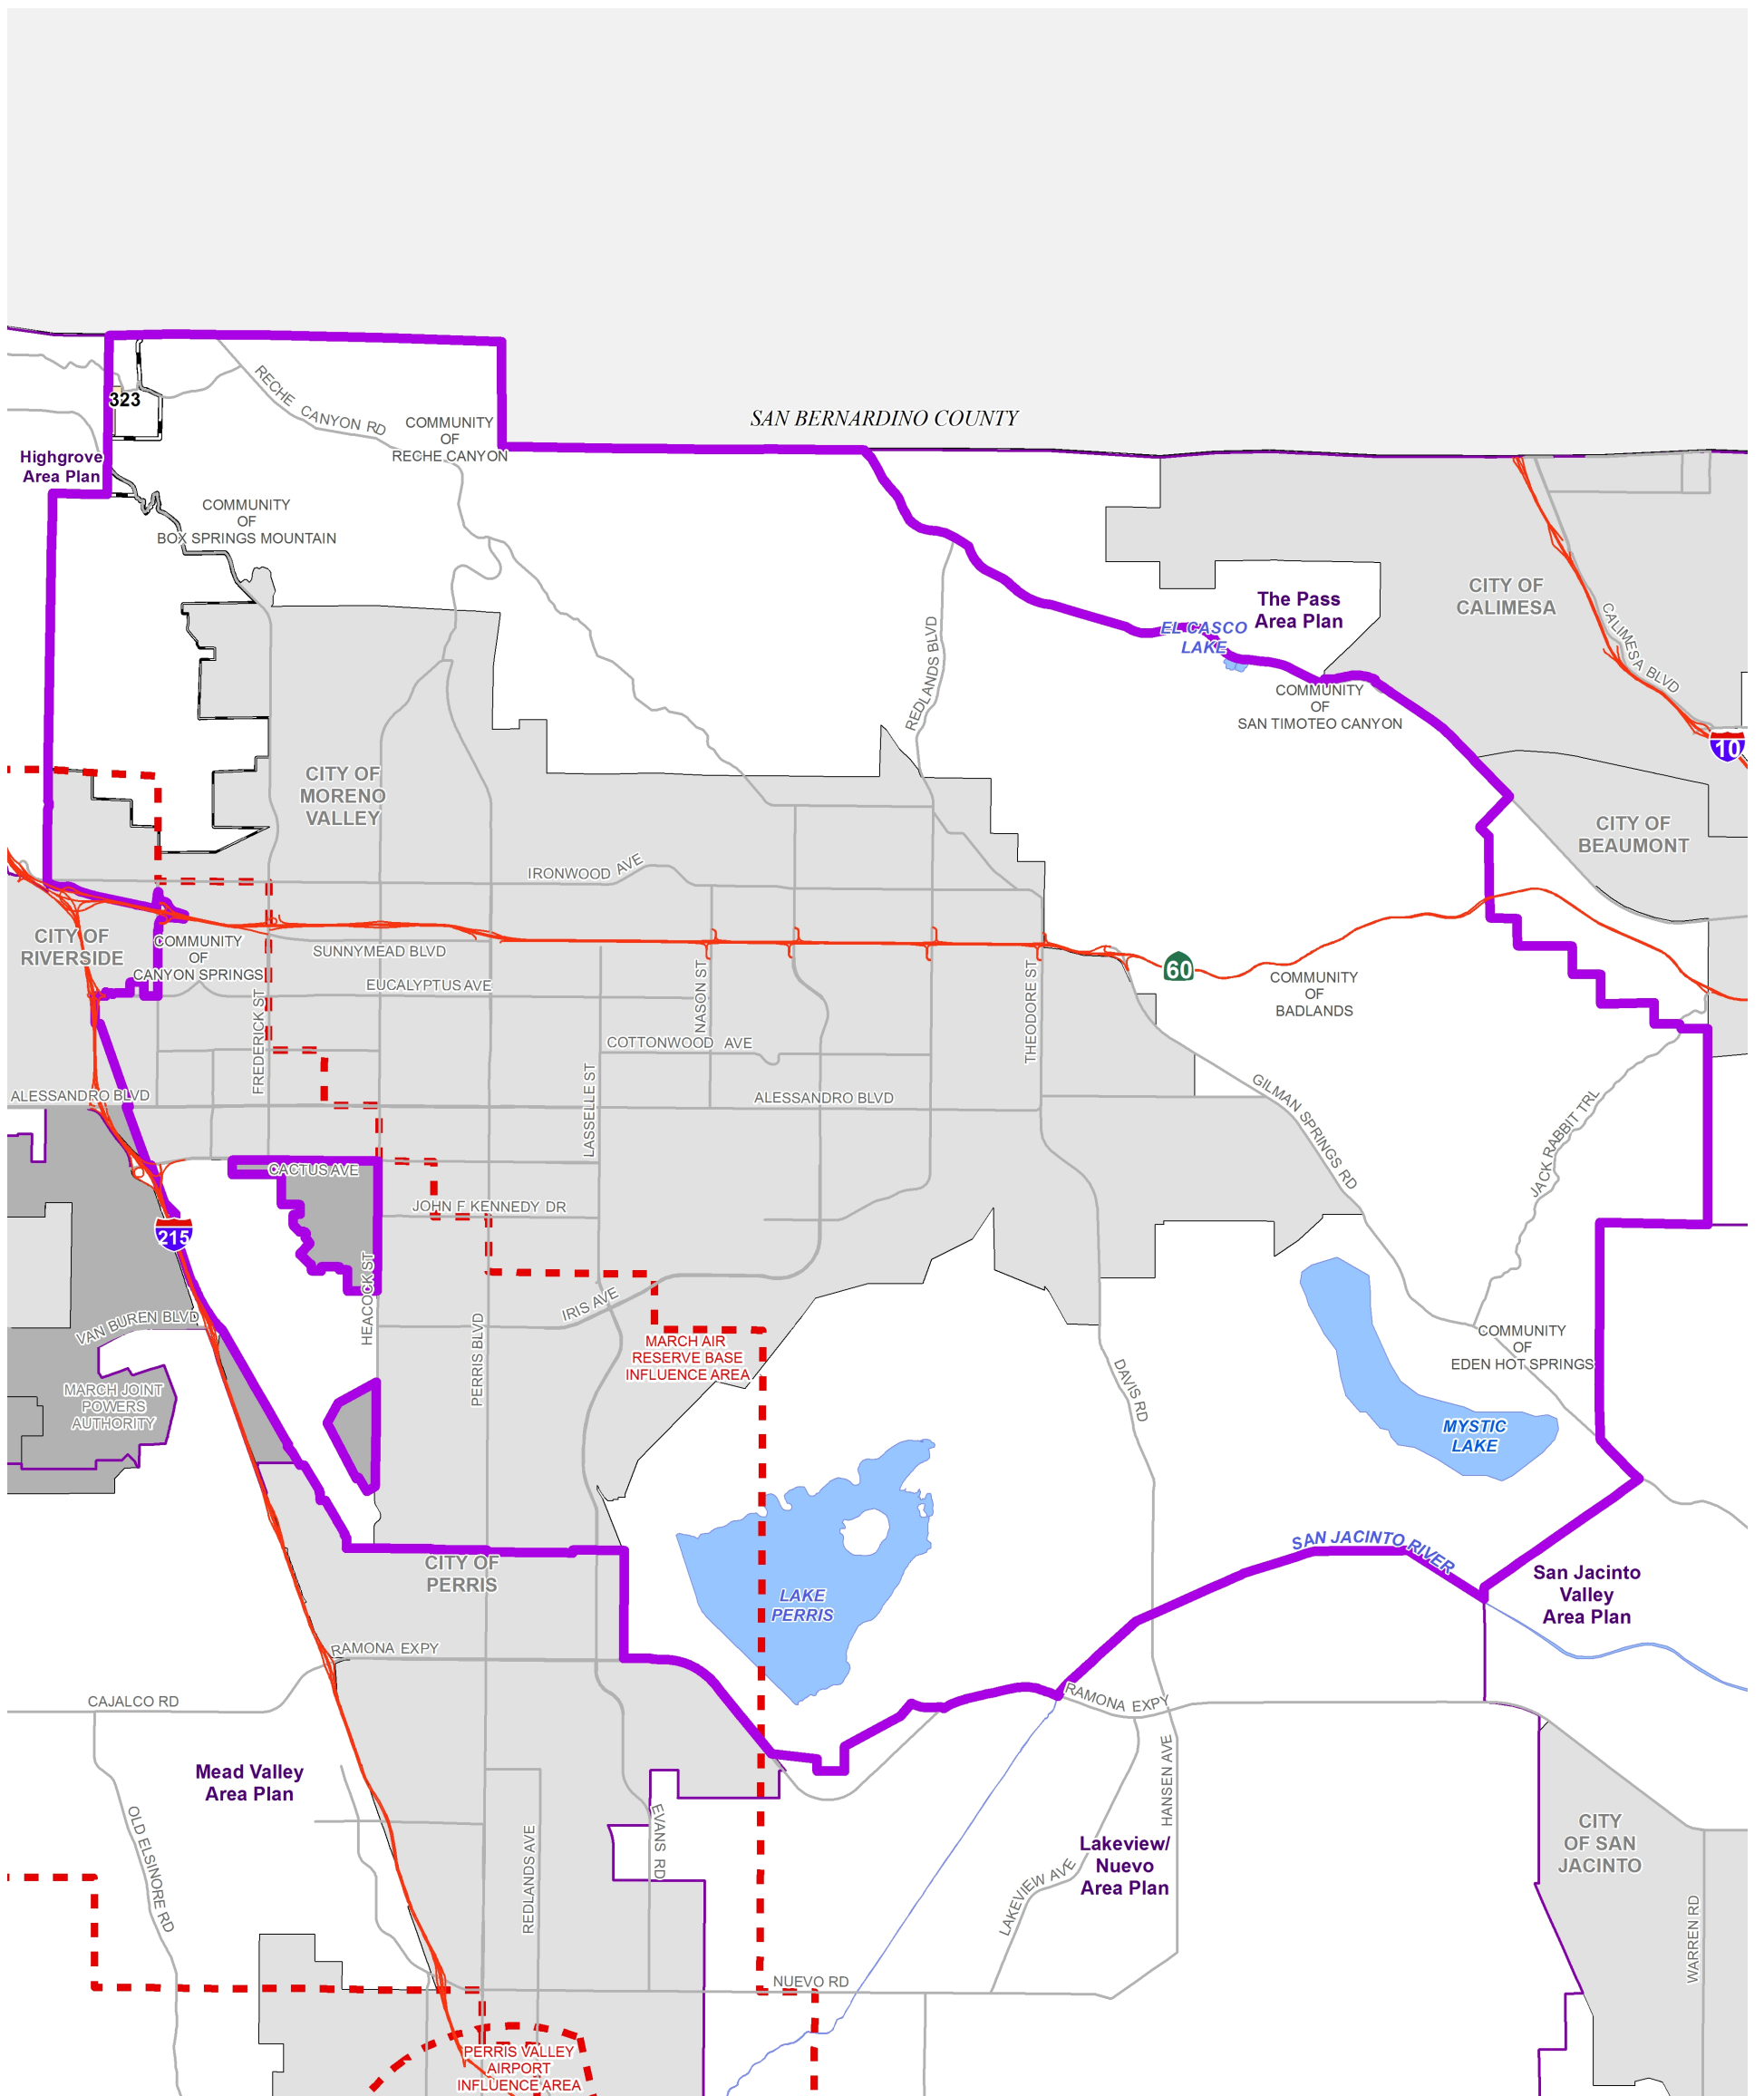 RECHE CANYON RD
323
COMMUNITY
OF
RECHE CANYON
SAN BERNARDINO COUNTY
Highgrove
Area Plan
COMMUNITY
OF
BOX SPRINGS MOUNTAIN
CITY OF
CALIMESA
The Pass
Area Plan
EL CASCO
LAKE
CALIMESA BLVD
REDLANDS BLVD
COMMUNITY
OF
SAN TIMOTEO CANYON
10
CITY OF
MORENO
VALLEY
CITY OF
BEAUMONT
IRONWOOD AVE
CITY OF
RIVERSIDE
COMMUNITY
OF
CANYON SPRINGS
SUNNYMEAD BLVD
60
COMMUNITY
OF
BADLANDS
EUCALYPTUS AVE
NASON ST
THEODORE ST
FREDERICK ST
COTTONWOOD AVE
ALESSANDRO BLVD
ALESSANDRO BLVD
LASSELLE ST
GILMAN SPRINGS RD
JACK RABBIT TRL
CACTUS AVE
JOHN F KENNEDY DR
215
HEACOCK ST
IRIS AVE
VAN BUREN BLVD
PERRIS BLVD
MARCH AIR
RESERVE BASE
INFLUENCE AREA
COMMUNITY
OF
EDEN HOT SPRINGS
DAVIS RD
MARCH JOINT
POWERS
AUTHORITY
MYSTIC
LAKE
SAN JACINTO RIVER
CITY OF
PERRIS
LAKE
PERRIS
San Jacinto
Valley
Area Plan
RAMONA EXPY
RAMONA EXPY
CAJALCO RD
HANSEN AVE
Mead Valley
Area Plan
OLD ELSINORE RD
EVANS RD
REDLANDS AVE
Lakeview/
Nuevo
Area Plan
LAKEVIEW AVE
CITY
OF SAN
JACINTO
WARREN RD
NUEVO RD
PERRIS VALLEY
AIRPORT
INFLUENCE AREA